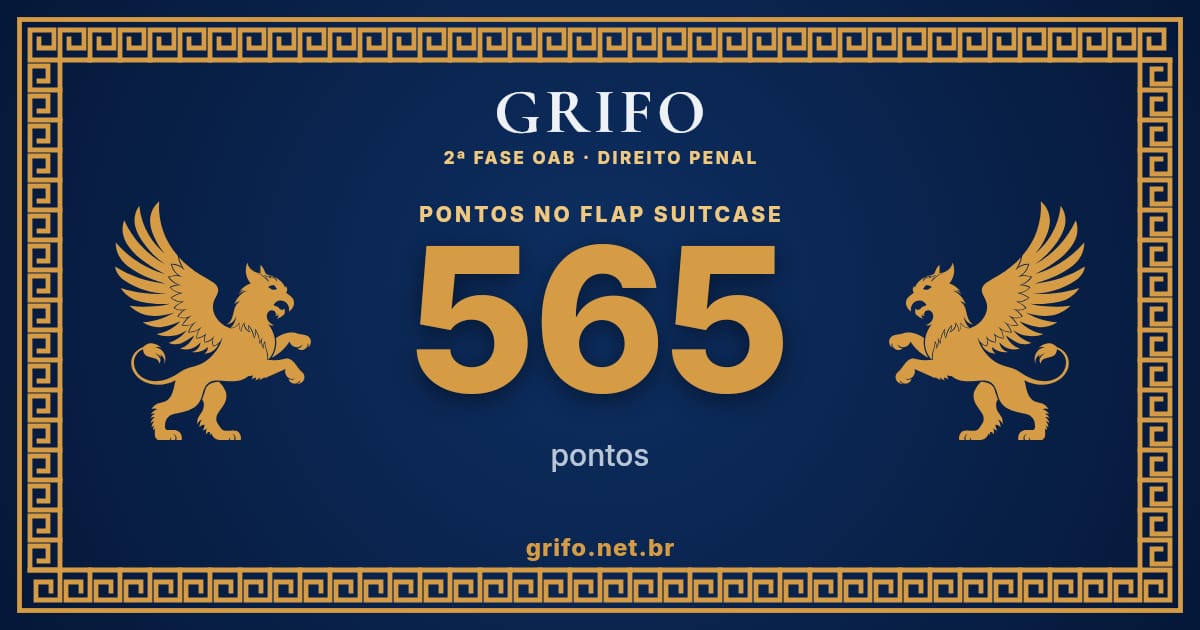 GRIFO
2ª FASE OAB · DIREITO PENAL
PONTOS NO FLAP SUITCASE
565
pontos
grifo.net.br